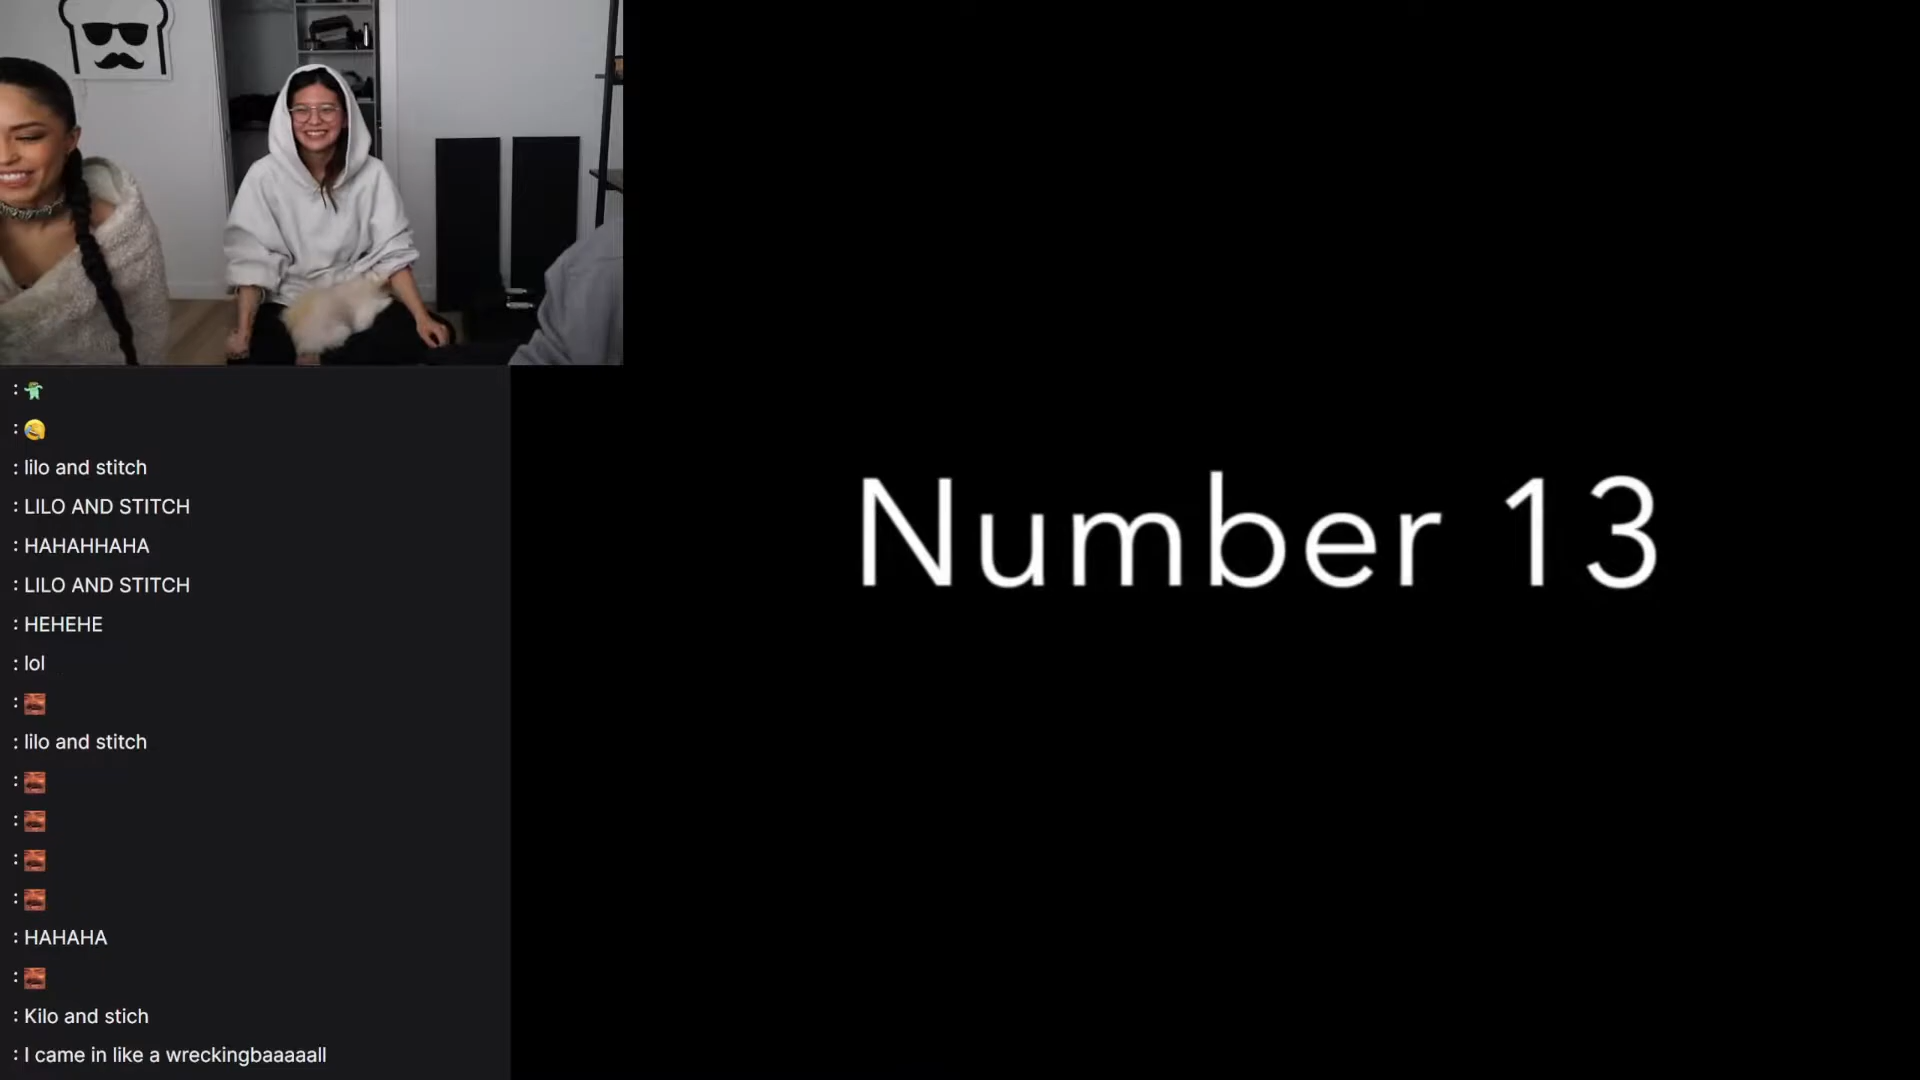 : 
: 
: lilo and stitch
: LILO AND STITCH
: HAHAHHAHA
: LILO AND STITCH
: HEHEHE
: lol
: 
: lilo and stitch
: 
: 
: 
: 
: HAHAHA
: 
: Kilo and stich
: I came in like a wreckingbaaaaall
Number 13